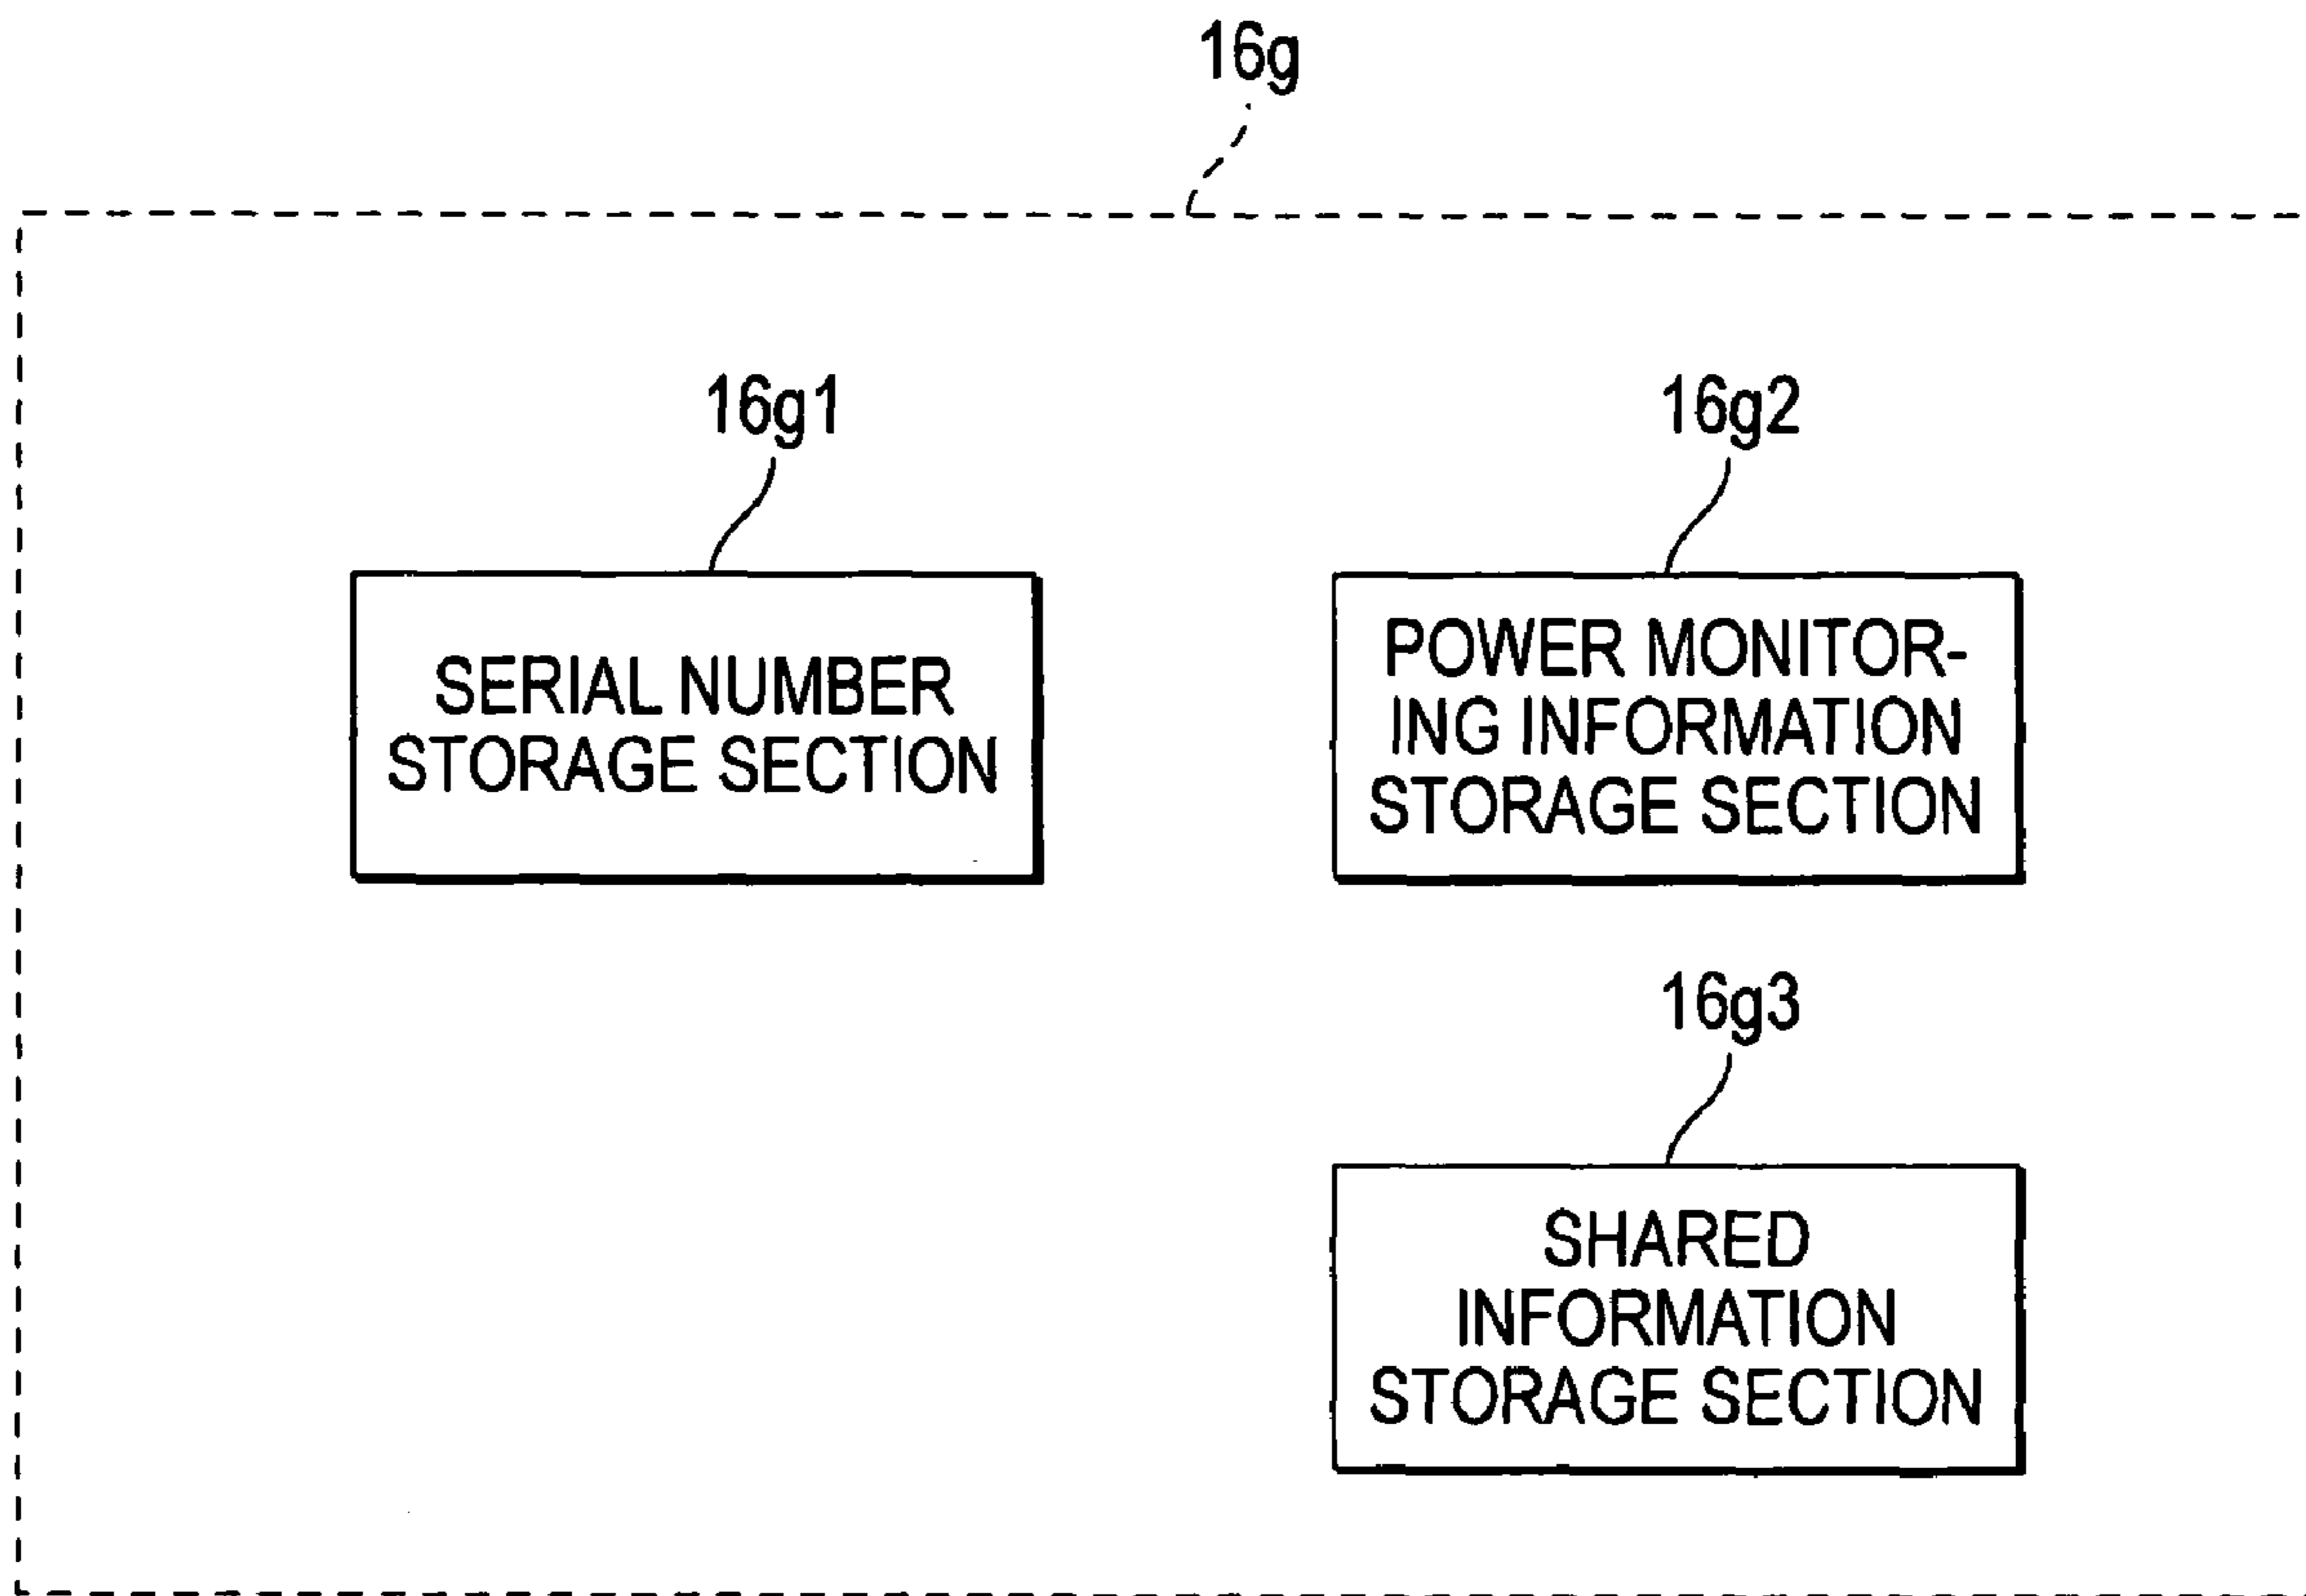 16g
16g1
16g2
SERIAL NUMBER
STORAGE SECTION
POWER MONITOR-
ING INFORMATION
STORAGE SECTION
16g3
SHARED
INFORMATION
STORAGE SECTION